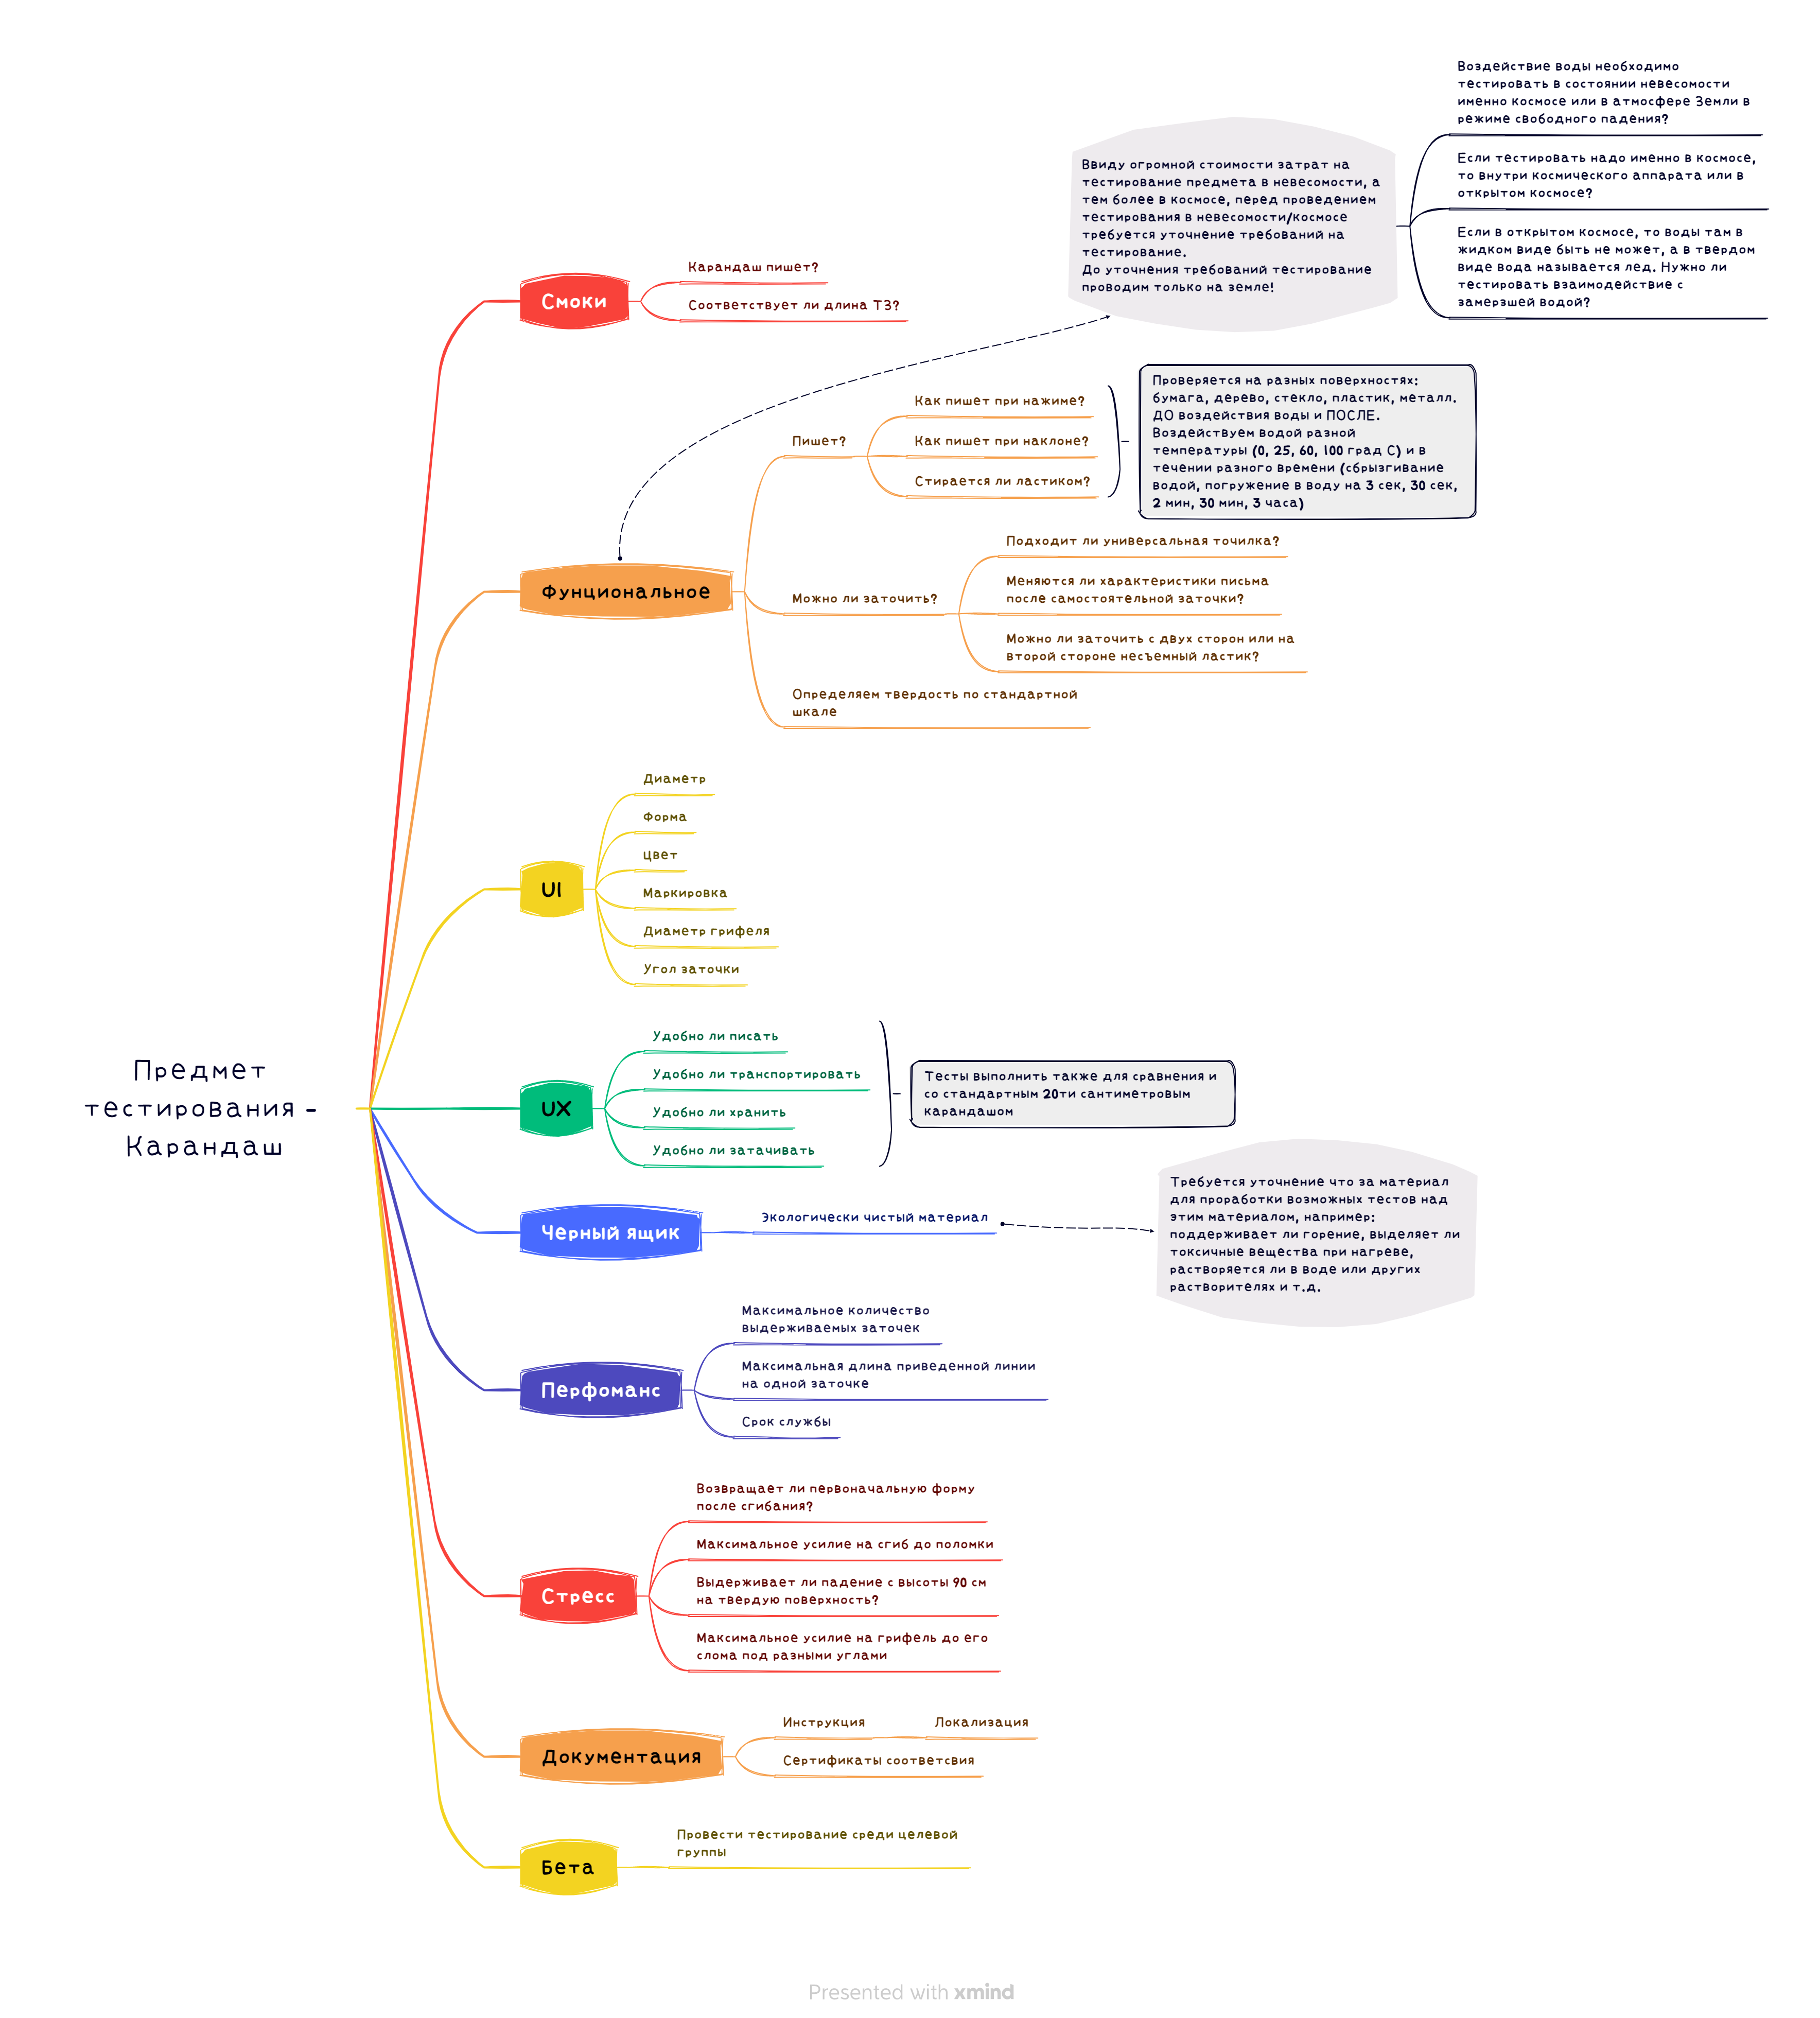 Предмет
тестирования -
Карандаш
Смоки
Карандаш пишет?
Соответствует ли длина ТЗ?
Ввиду огромной стоимости затрат на
тестирование предмета в невесомости, а
тем более в космосе, перед проведением
тестирования в невесомости/космосе
требуется уточнение требований на
тестирование.
До уточнения требований тестирование
проводим только на земле!
Воздействие воды необходимо
тестировать в состоянии невесомости
именно космосе или в атмосфере Земли в
режиме свободного падения?
Если тестировать надо именно в космосе,
то внутри космического аппарата или в
открытом космосе?
Если в открытом космосе, то воды там в
жидком виде быть не может, а в твердом
виде вода называется лед. Нужно ли
тестировать взаимодействие с
замерзшей водой?
Фунциональное
Пишет?
Как пишет при нажиме?
Как пишет при наклоне?
Стирается ли ластиком?
Проверяется на разных поверхностях:
бумага, дерево, стекло, пластик, металл.
ДО воздействия воды и ПОСЛЕ.
Воздействуем водой разной
температуры (0, 25, 60, 100 град С) и в
течении разного времени (сбрызгивание
водой, погружение в воду на 3 сек, 30 сек,
2 мин, 30 мин, 3 часа)
Можно ли заточить?
Подходит ли универсальная точилка?
Меняются ли характеристики письма
после самостоятельной заточки?
Можно ли заточить с двух сторон или на
второй стороне несъемный ластик?
Определяем твердость по стандартной
шкале
UI
Диаметр
Форма
Цвет
Маркировка
Диаметр грифеля
Угол заточки
UX
Удобно ли писать
Удобно ли транспортировать
Удобно ли хранить
Удобно ли затачивать
Тесты выполнить также для сравнения и
со стандартным 20ти сантиметровым
карандашом
Черный ящик
Экологически чистый материал
Требуется уточнение что за материал
для проработки возможных тестов над
этим материалом, например:
поддерживает ли горение, выделяет ли
токсичные вещества при нагреве,
растворяется ли в воде или других
растворителях и т.д.
Перфоманс
Максимальное количество
выдерживаемых заточек
Максимальная длина приведенной линии
на одной заточке
Срок службы
Стресс
Возвращает ли первоначальную форму
после сгибания?
Максимальное усилие на сгиб до поломки
Выдерживает ли падение с высоты 90 см
на твердую поверхность?
Максимальное усилие на грифель до его
слома под разными углами
Документация
Инструкция
Локализация
Сертификаты соответсвия
Бета
Провести тестирование среди целевой
группы
Presented with xmind